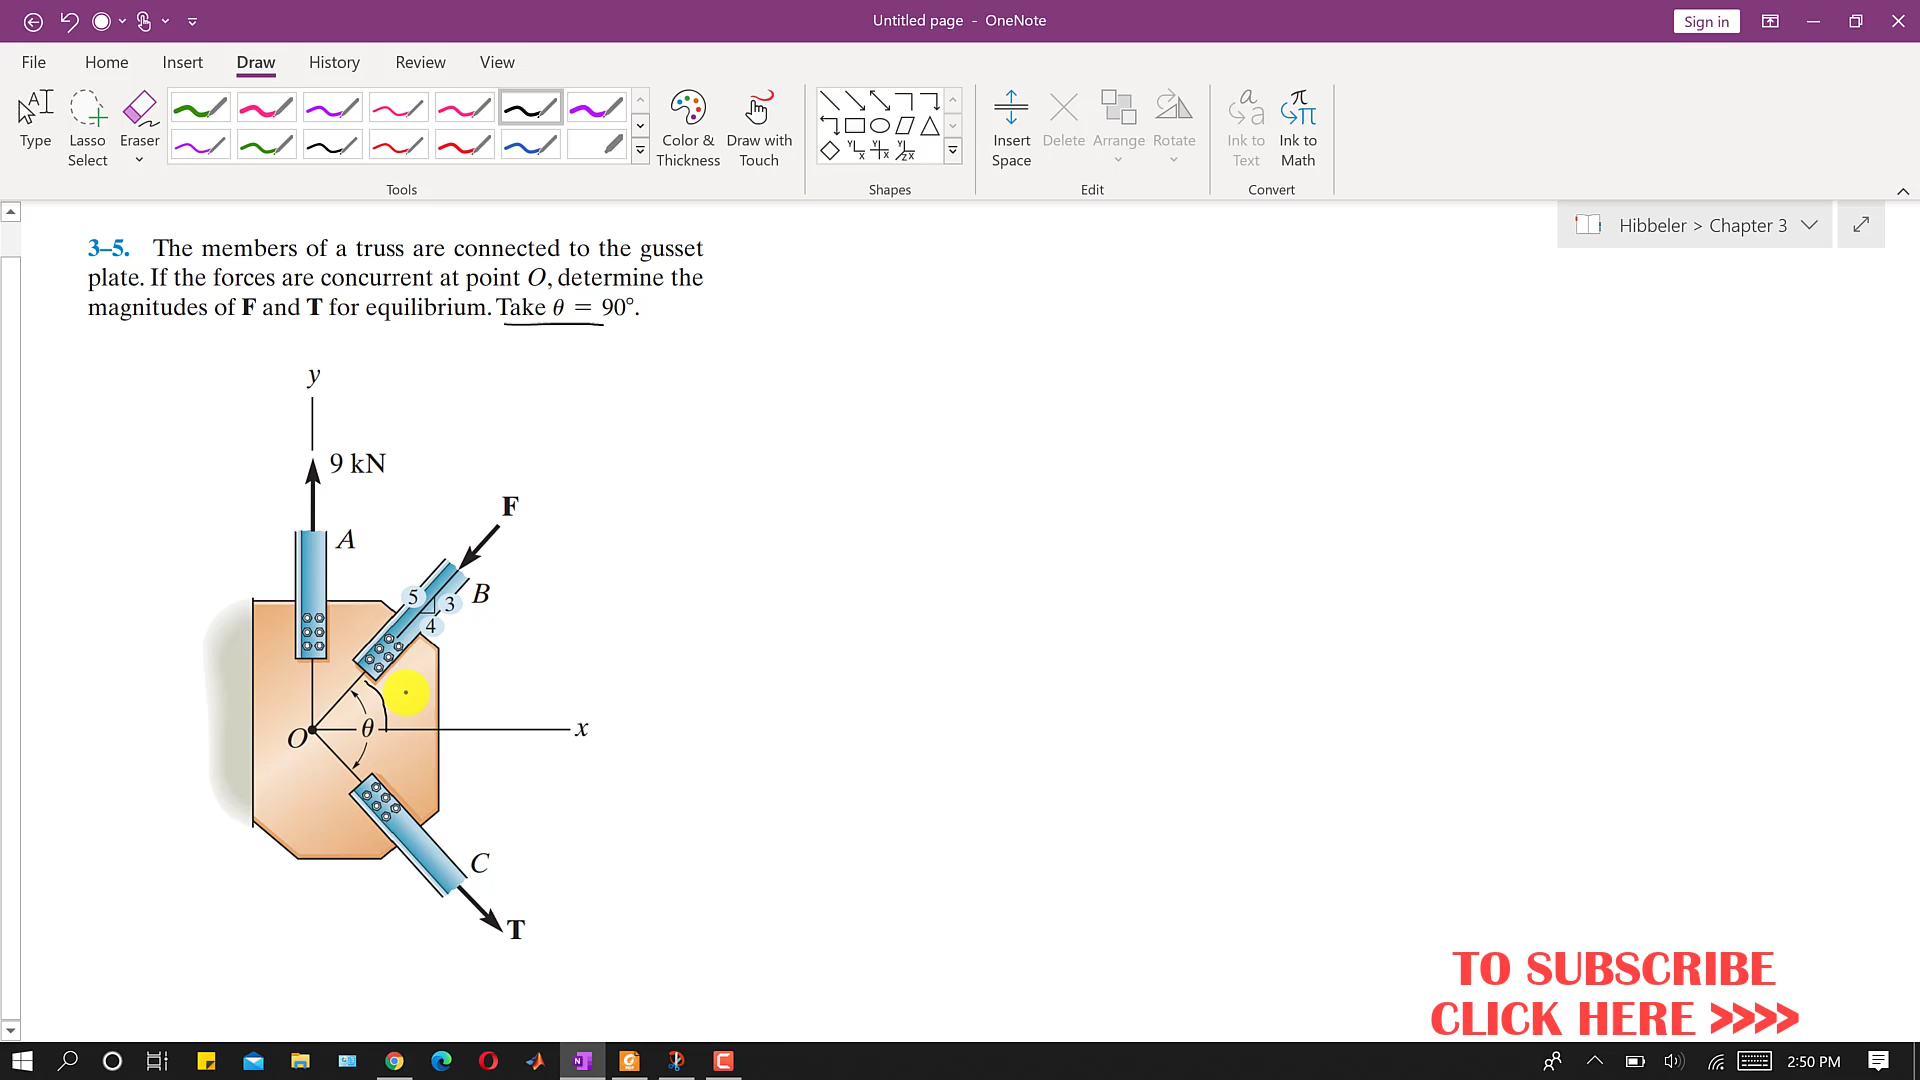 Untitled page - OneNote
Sign in
File Home Insert Draw History Review View
Type
Lasso Select
Eraser
Color & Thickness
Draw with Touch
Insert Space
Delete
Arrange
Rotate
Ink to Text
Ink to Math
Tools
Shapes
Edit
Convert
Hibbeler > Chapter 3
3–5. The members of a truss are connected to the gusset
plate. If the forces are concurrent at point O, determine the
magnitudes of F and T for equilibrium. Take θ = 90°.
y
9 kN
F
A
B
5
3
4
O
θ
x
C
T
TO SUBSCRIBE
CLICK HERE >>>>
2:50 PM